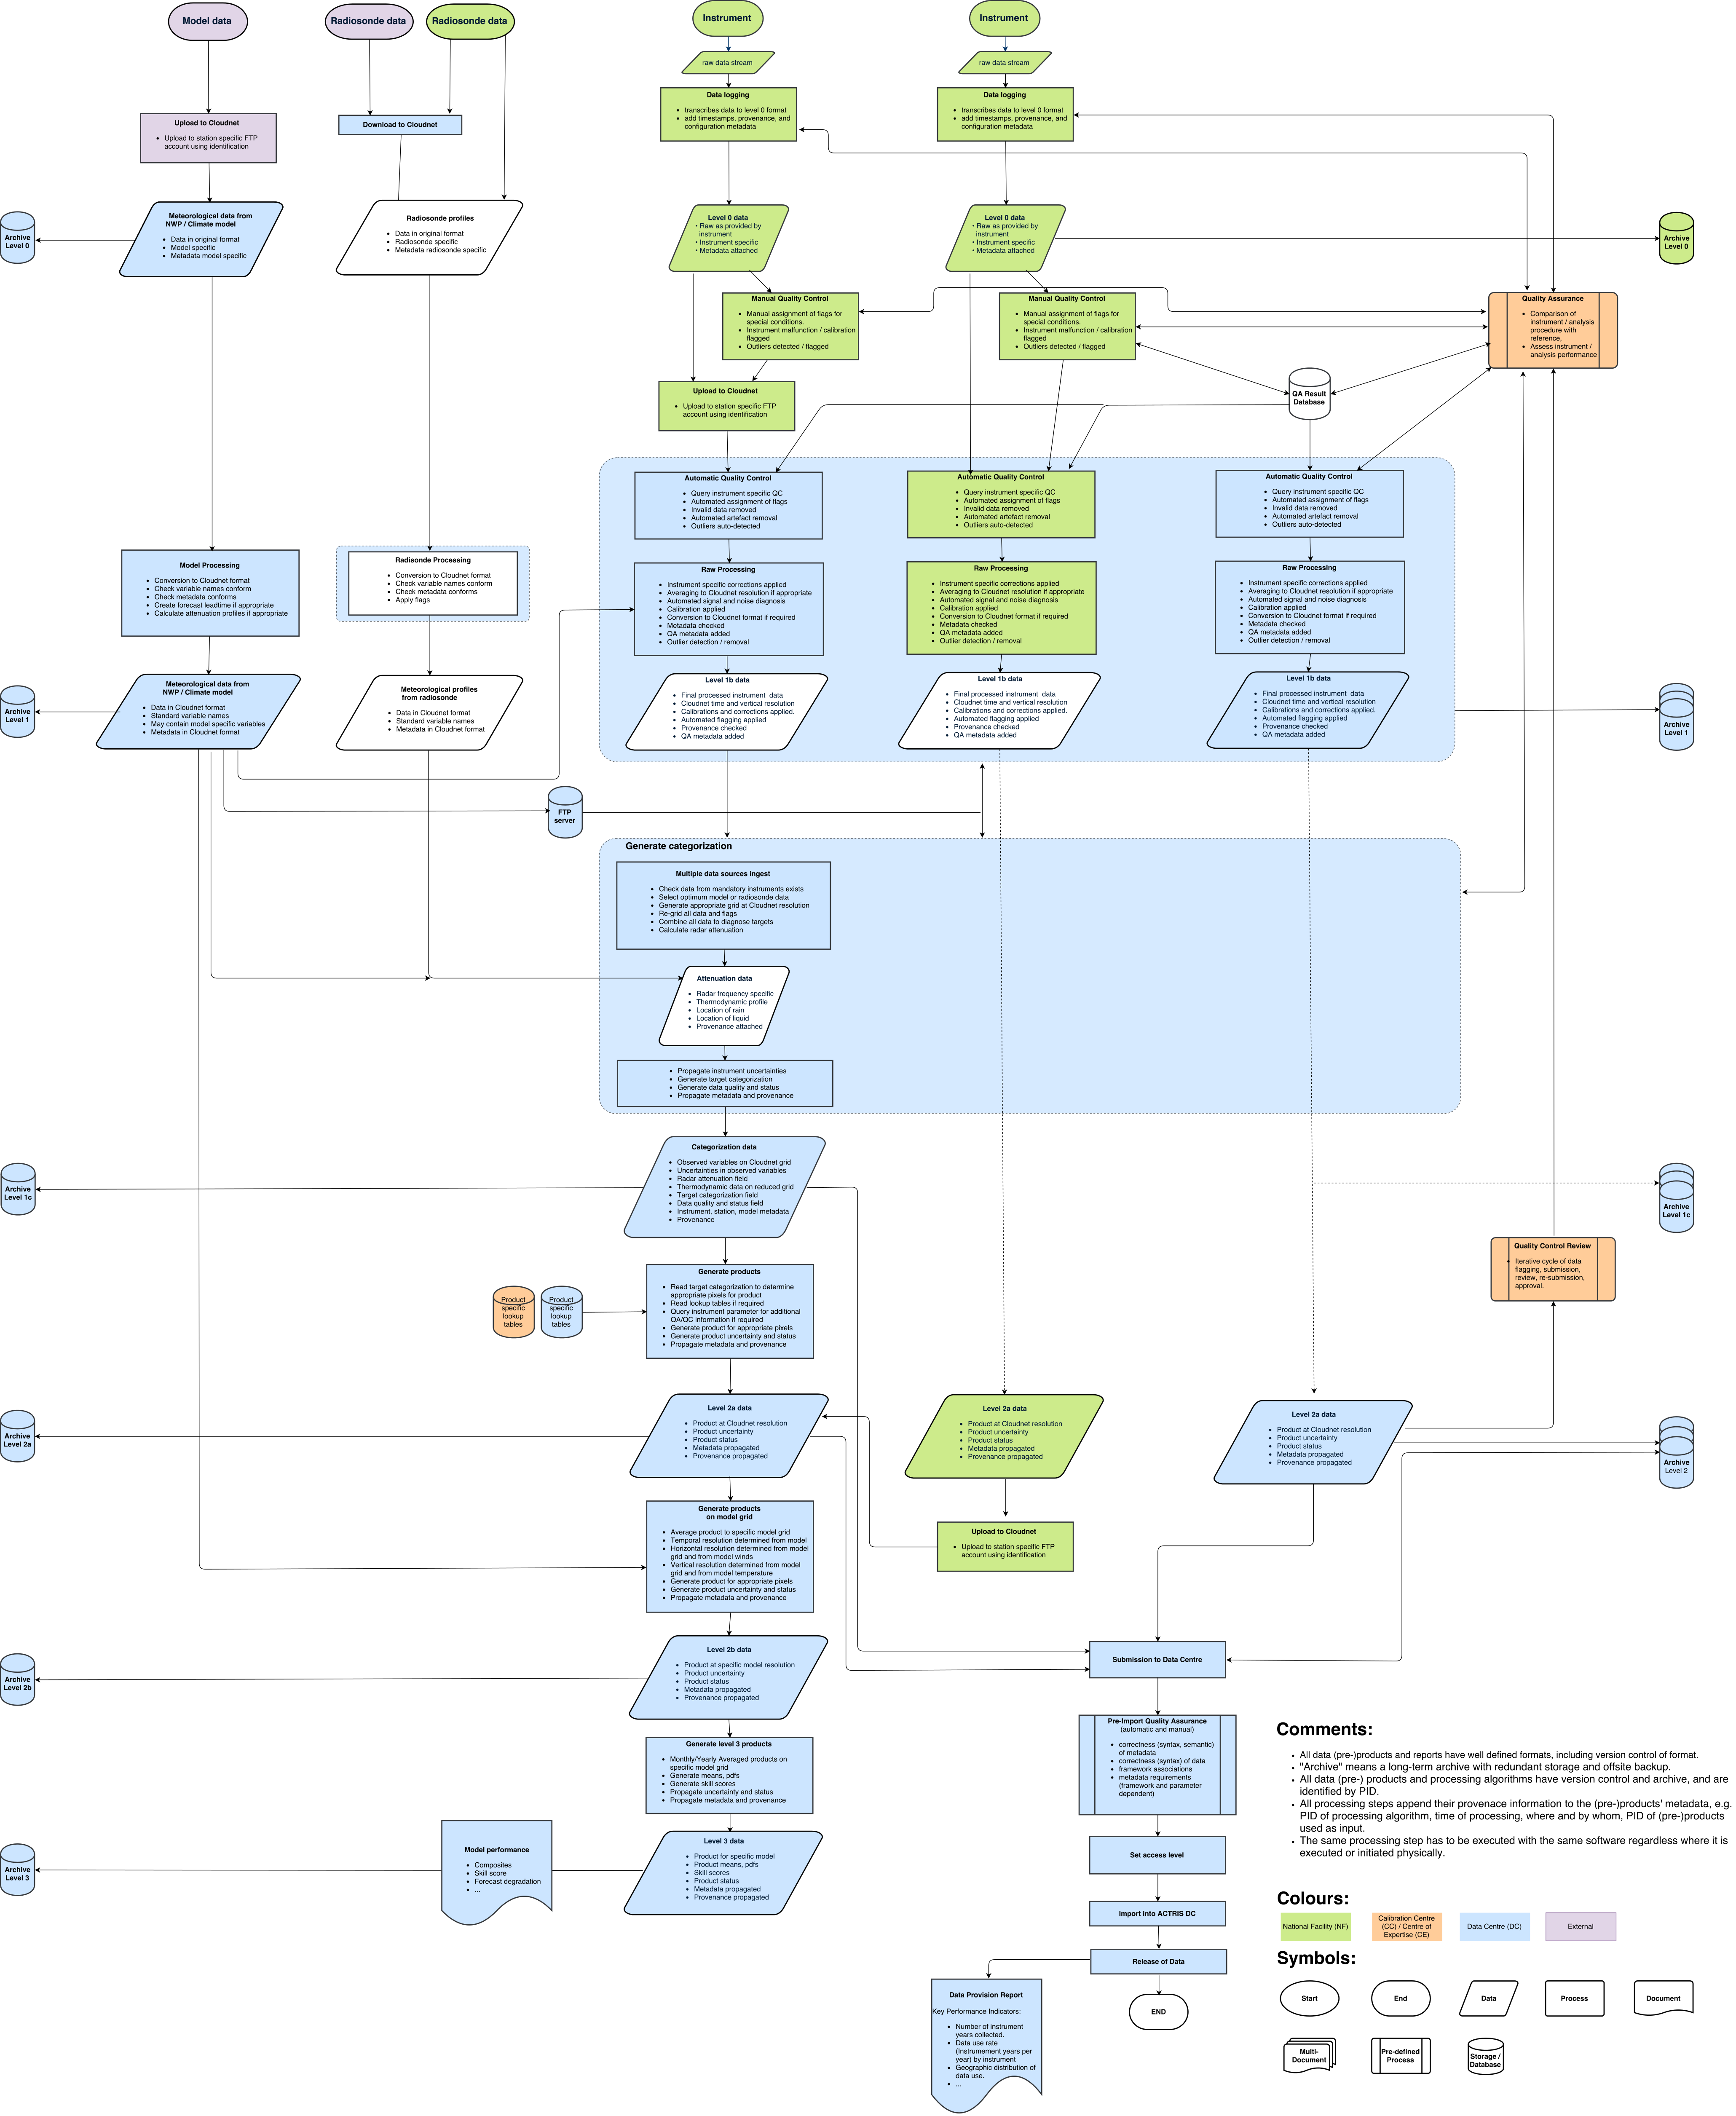 Model data
Radiosonde data
Radiosonde data
Instrument
Instrument
raw data stream
raw data stream
Upload to Cloudnet
• Upload to station specific FTP
account using identification
Download to Cloudnet
Data logging
• transcribes data to level 0 format
• add timestamps, provenance, and
configuration metadata
Data logging
• transcribes data to level 0 format
• add timestamps, provenance, and
configuration metadata
Archive
Level 0
Meteorological data from
NWP / Climate model
• Data in original format
• Model specific
• Metadata model specific
Radiosonde profiles
• Data in original format
• Radiosonde specific
• Metadata radiosonde specific
Level 0 data
• Raw as provided by
instrument
• Instrument specific
• Metadata attached
Level 0 data
• Raw as provided by
instrument
• Instrument specific
• Metadata attached
Archive
Level 0
Manual Quality Control
• Manual assignment of flags for
special conditions.
• Instrument malfunction / calibration
flagged
• Outliers detected / flagged
Manual Quality Control
• Manual assignment of flags for
special conditions.
• Instrument malfunction / calibration
flagged
• Outliers detected / flagged
Quality Assurance
• Comparison of
instrument / analysis
procedure with
reference,
• Assess instrument /
analysis performance
Upload to Cloudnet
• Upload to station specific FTP
account using identification
QA Result
Database
Automatic Quality Control
• Query instrument specific QC
• Automated assignment of flags
• Invalid data removed
• Automated artefact removal
• Outliers auto-detected
Automatic Quality Control
• Query instrument specific QC
• Automated assignment of flags
• Invalid data removed
• Automated artefact removal
• Outliers auto-detected
Automatic Quality Control
• Query instrument specific QC
• Automated assignment of flags
• Invalid data removed
• Automated artefact removal
• Outliers auto-detected
Model Processing
• Conversion to Cloudnet format
• Check variable names conform
• Check metadata conforms
• Create forecast leadtime if appropriate
• Calculate attenuation profiles if appropriate
Radisonde Processing
• Conversion to Cloudnet format
• Check variable names conform
• Check metadata conforms
• Apply flags
Raw Processing
• Instrument specific corrections applied
• Averaging to Cloudnet resolution if appropriate
• Automated signal and noise diagnosis
• Calibration applied
• Conversion to Cloudnet format if required
• Metadata checked
• QA metadata added
• Outlier detection / removal
Raw Processing
• Instrument specific corrections applied
• Averaging to Cloudnet resolution if appropriate
• Automated signal and noise diagnosis
• Calibration applied
• Conversion to Cloudnet format if required
• Metadata checked
• QA metadata added
• Outlier detection / removal
Raw Processing
• Instrument specific corrections applied
• Averaging to Cloudnet resolution if appropriate
• Automated signal and noise diagnosis
• Calibration applied
• Conversion to Cloudnet format if required
• Metadata checked
• QA metadata added
• Outlier detection / removal
Archive
Level 1
Meteorological data from
NWP / Climate model
• Data in Cloudnet format
• Standard variable names
• May contain model specific variables
• Metadata in Cloudnet format
Meteorological profiles
from radiosonde
• Data in Cloudnet format
• Standard variable names
• Metadata in Cloudnet format
Level 1b data
• Final processed instrument data
• Cloudnet time and vertical resolution
• Calibrations and corrections applied.
• Automated flagging applied
• Provenance checked
• QA metadata added
Level 1b data
• Final processed instrument data
• Cloudnet time and vertical resolution
• Calibrations and corrections applied.
• Automated flagging applied
• Provenance checked
• QA metadata added
Level 1b data
• Final processed instrument data
• Cloudnet time and vertical resolution
• Calibrations and corrections applied.
• Automated flagging applied
• Provenance checked
• QA metadata added
Archive
Level 1
FTP
server
Generate categorization
Multiple data sources ingest
• Check data from mandatory instruments exists
• Select optimum model or radiosonde data
• Generate appropriate grid at Cloudnet resolution
• Re-grid all data and flags
• Combine all data to diagnose targets
• Calculate radar attenuation
Attenuation data
• Radar frequency specific
• Thermodynamic profile
• Location of rain
• Location of liquid
• Provenance attached
• Propagate instrument uncertainties
• Generate target categorization
• Generate data quality and status
• Propagate metadata and provenance
Archive
Level 1c
Categorization data
• Observed variables on Cloudnet grid
• Uncertainties in observed variables
• Radar attenuation field
• Thermodynamic data on reduced grid
• Target categorization field
• Data quality and status field
• Instrument, station, model metadata
• Provenance
Archive
Level 1c
Quality Control Review
• Iterative cycle of data
flagging, submission,
review, re-submission,
approval.
Product
specific
lookup
tables
Product
specific
lookup
tables
Generate products
• Read target categorization to determine
appropriate pixels for product
• Read lookup tables if required
• Query instrument parameter for additional
QA/QC information if required
• Generate product for appropriate pixels
• Generate product uncertainty and status
• Propagate metadata and provenance
Archive
Level 2a
Level 2a data
• Product at Cloudnet resolution
• Product uncertainty
• Product status
• Metadata propagated
• Provenance propagated
Level 2a data
• Product at Cloudnet resolution
• Product uncertainty
• Product status
• Metadata propagated
• Provenance propagated
Level 2a data
• Product at Cloudnet resolution
• Product uncertainty
• Product status
• Metadata propagated
• Provenance propagated
Archive
Level 2
Generate products
on model grid
• Average product to specific model grid
• Temporal resolution determined from model
• Horizontal resolution determined from model
grid and from model winds
• Vertical resolution determined from model
grid and from model temperature
• Generate product for appropriate pixels
• Generate product uncertainty and status
• Propagate metadata and provenance
Upload to Cloudnet
• Upload to station specific FTP
account using identification
Archive
Level 2b
Level 2b data
• Product at specific model resolution
• Product uncertainty
• Product status
• Metadata propagated
• Provenance propagated
Submission to Data Centre
Pre-Import Quality Assurance
(automatic and manual)
• correctness (syntax, semantic)
of metadata
• correctness (syntax) of data
• framework associations
• metadata requirements
(framework and parameter
dependent)
Generate level 3 products
• Monthly/Yearly Averaged products on
specific model grid
• Generate means, pdfs
• Generate skill scores
• Propagate uncertainty and status
• Propagate metadata and provenance
Archive
Level 3
Model performance
• Composites
• Skill score
• Forecast degradation
• ...
Level 3 data
• Product for specific model
• Product means, pdfs
• Skill scores
• Product status
• Metadata propagated
• Provenance propagated
Set access level
Import into ACTRIS DC
Release of Data
END
Data Provision Report
Key Performance Indicators:
• Number of instrument
years collected.
• Data use rate
(Instrumement years per
year) by instrument
• Geographic distribution of
data use.
• ...
Comments:
• All data (pre-)products and reports have well defined formats, including version control of format.
• "Archive" means a long-term archive with redundant storage and offsite backup.
• All data (pre-) products and processing algorithms have version control and archive, and are
identified by PID.
• All processing steps append their provenace information to the (pre-)products' metadata, e.g.
PID of processing algorithm, time of processing, where and by whom, PID of (pre-)products
used as input.
• The same processing step has to be executed with the same software regardless where it is
executed or initiated physically.
Colours:
National Facility (NF)
Calibration Centre
(CC) / Centre of
Expertise (CE)
Data Centre (DC)
External
Symbols:
Start
End
Data
Process
Document
Multi-
Document
Pre-defined
Process
Storage /
Database